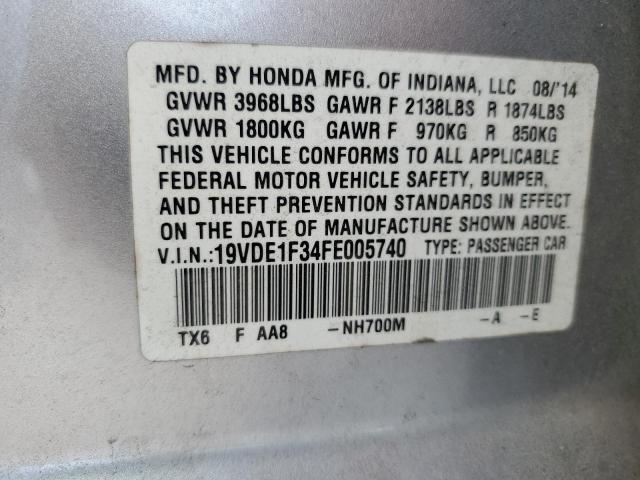 MFD. BY HONDA MFG. OF INDIANA, LLC 08/'14
GVWR 3968LBS GAWR F 2138LBS R 1874LBS
GVWR 1800KG GAWR F 970KG R 850KG
THIS VEHICLE CONFORMS TO ALL APPLICABLE
FEDERAL MOTOR VEHICLE SAFETY, BUMPER,
AND THEFT PREVENTION STANDARDS IN EFFECT
ON THE DATE OF MANUFACTURE SHOWN ABOVE.
V.I.N.:19VDE1F34FE005740 TYPE: PASSENGER CAR
TX6 F AA8 -NH700M -A -E